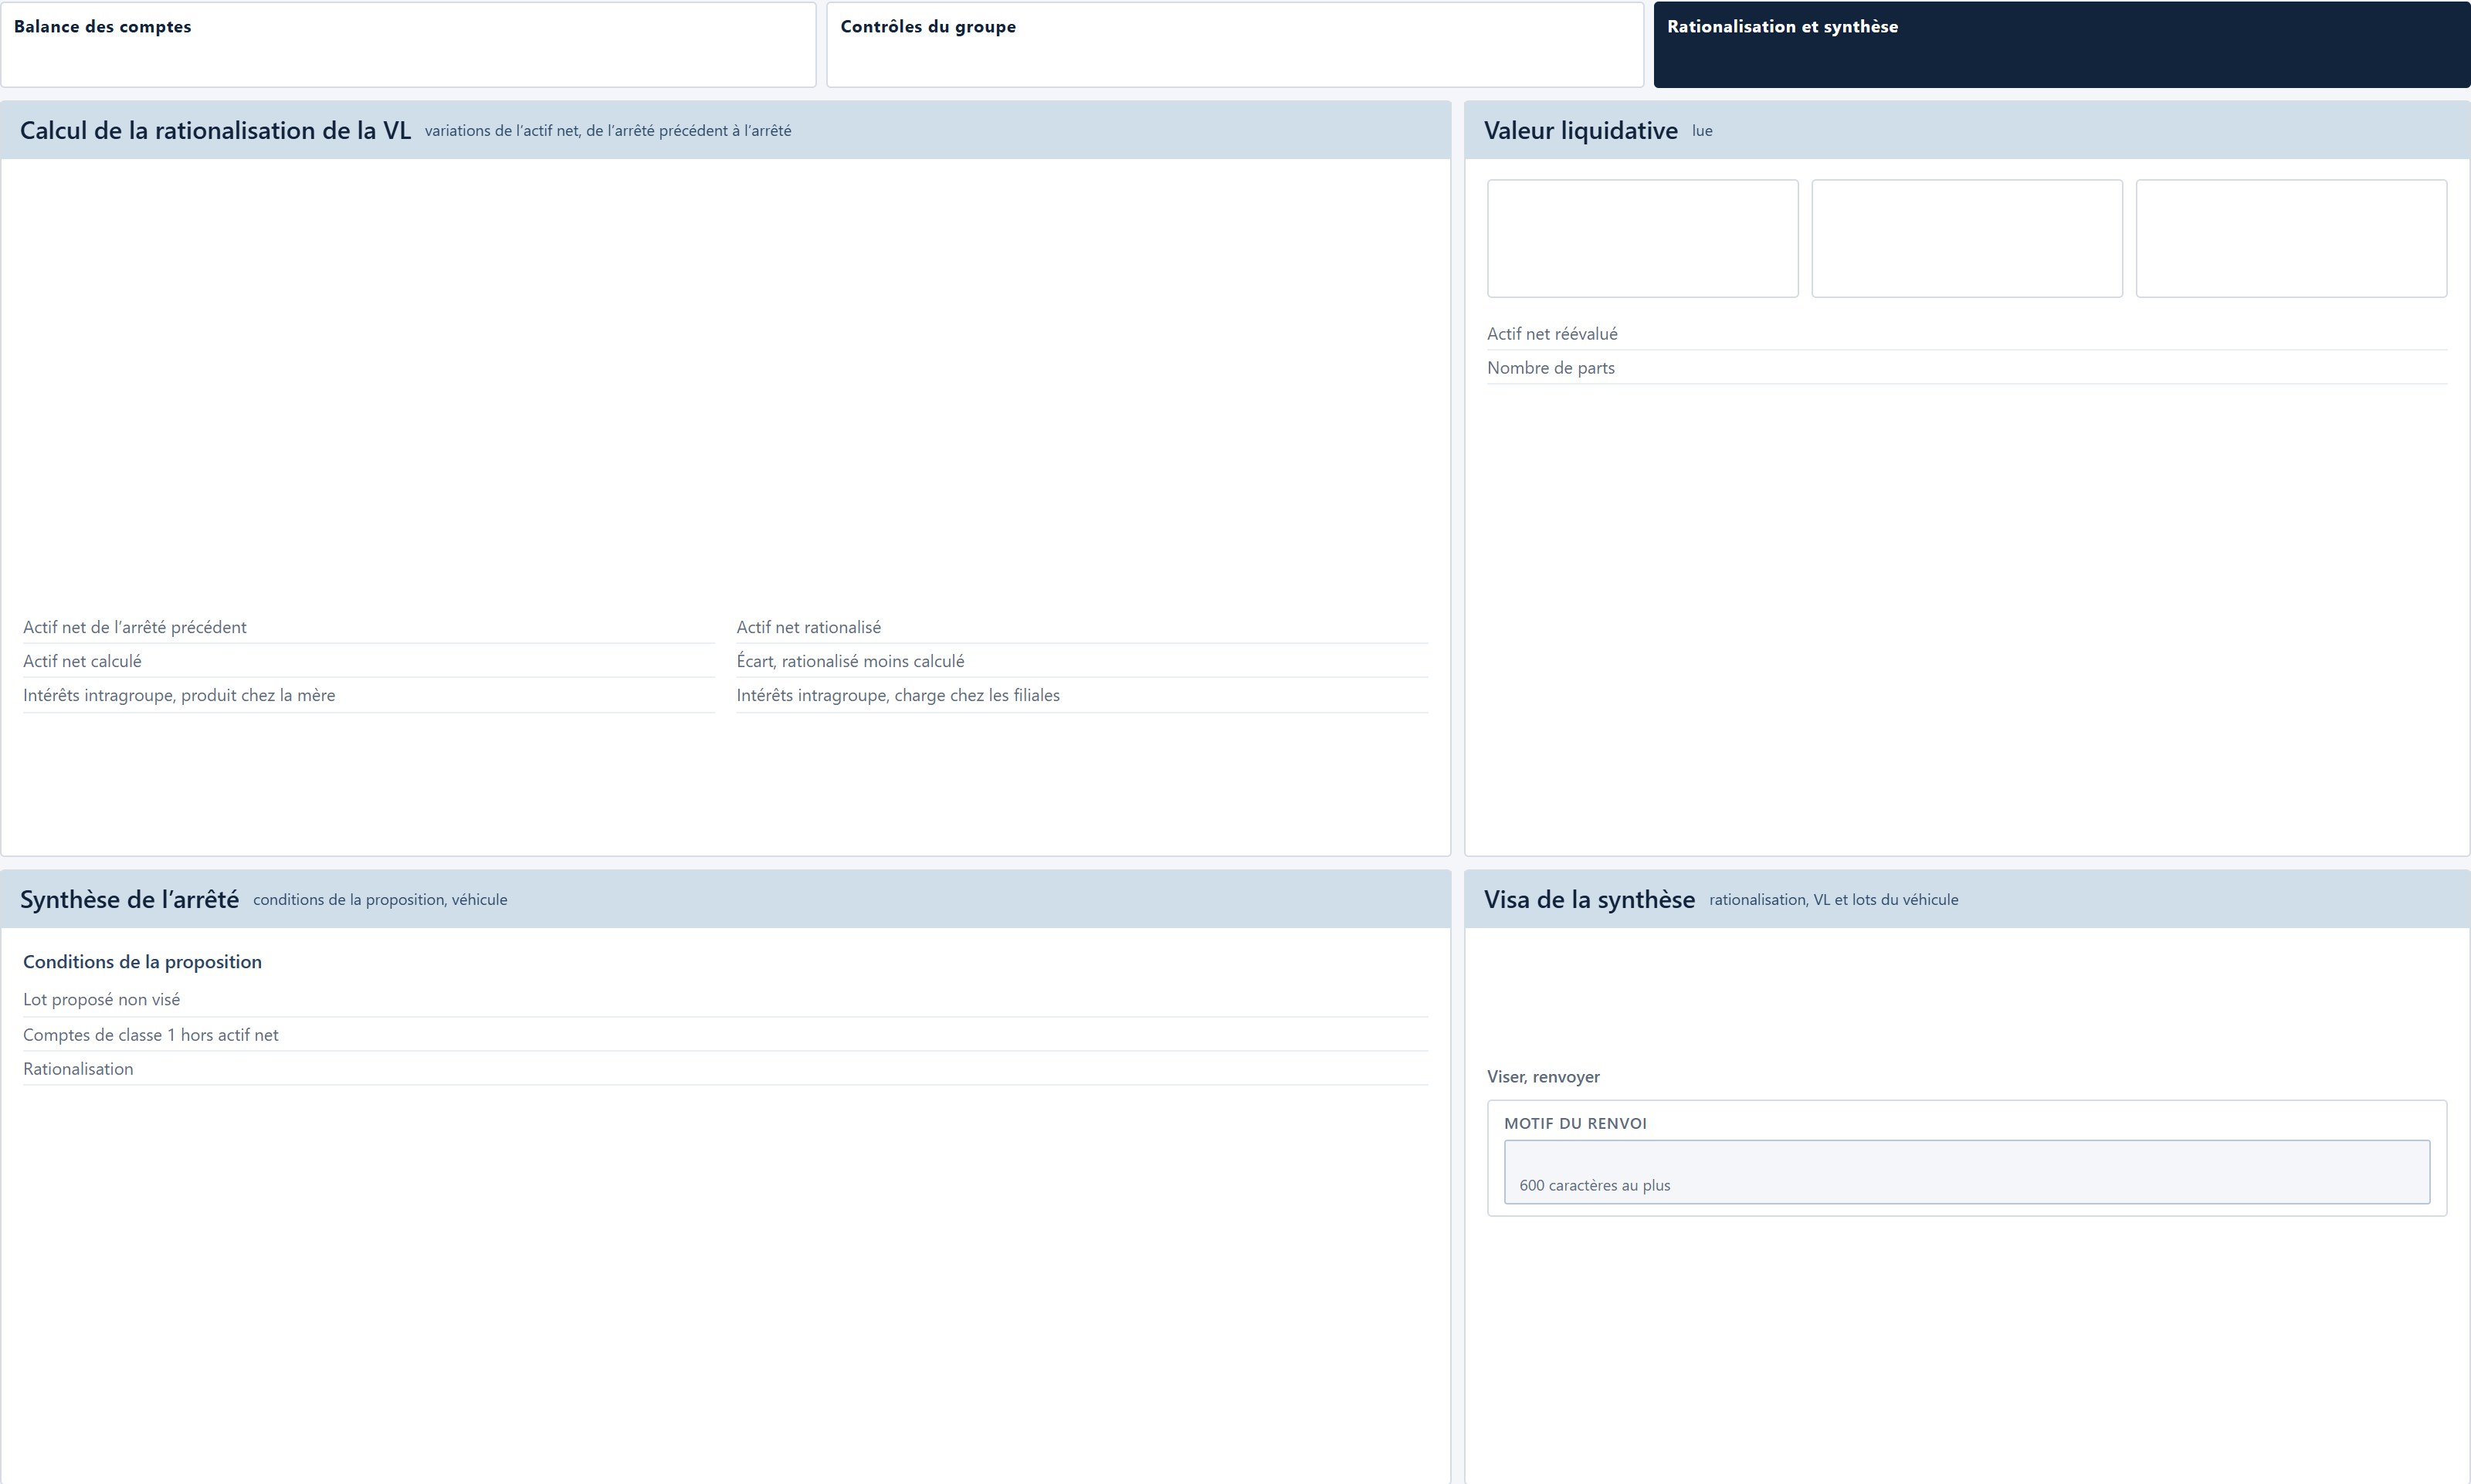 Balance des comptes
Contrôles du groupe
Rationalisation et synthèse
Calcul de la rationalisation de la VL variations de l’actif net, de l’arrêté précédent à l’arrêté
Valeur liquidative lue
Actif net réévalué
Nombre de parts
Actif net de l’arrêté précédent
Actif net rationalisé
Actif net calculé
Écart, rationalisé moins calculé
Intérêts intragroupe, produit chez la mère
Intérêts intragroupe, charge chez les filiales
Synthèse de l’arrêté conditions de la proposition, véhicule
Conditions de la proposition
Lot proposé non visé
Comptes de classe 1 hors actif net
Rationalisation
Visa de la synthèse rationalisation, VL et lots du véhicule
Viser, renvoyer
MOTIF DU RENVOI
600 caractères au plus